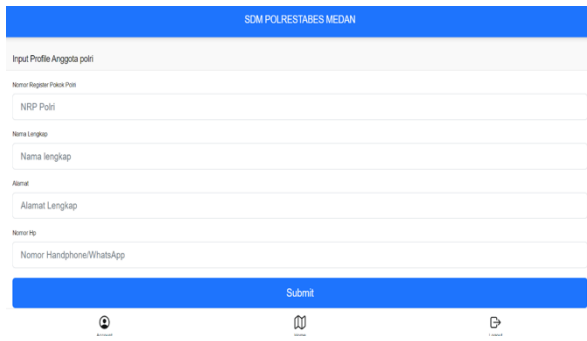 SDM POLRESTABES MEDAN
Input Profile Anggota polri
Nomor Register Pokok Polri
NRP Polri
Nama Lengkap
Nama lengkap
Alamat
Alamat Lengkap
Nomor Hp
Nomor Handphone/WhatsApp
Submit